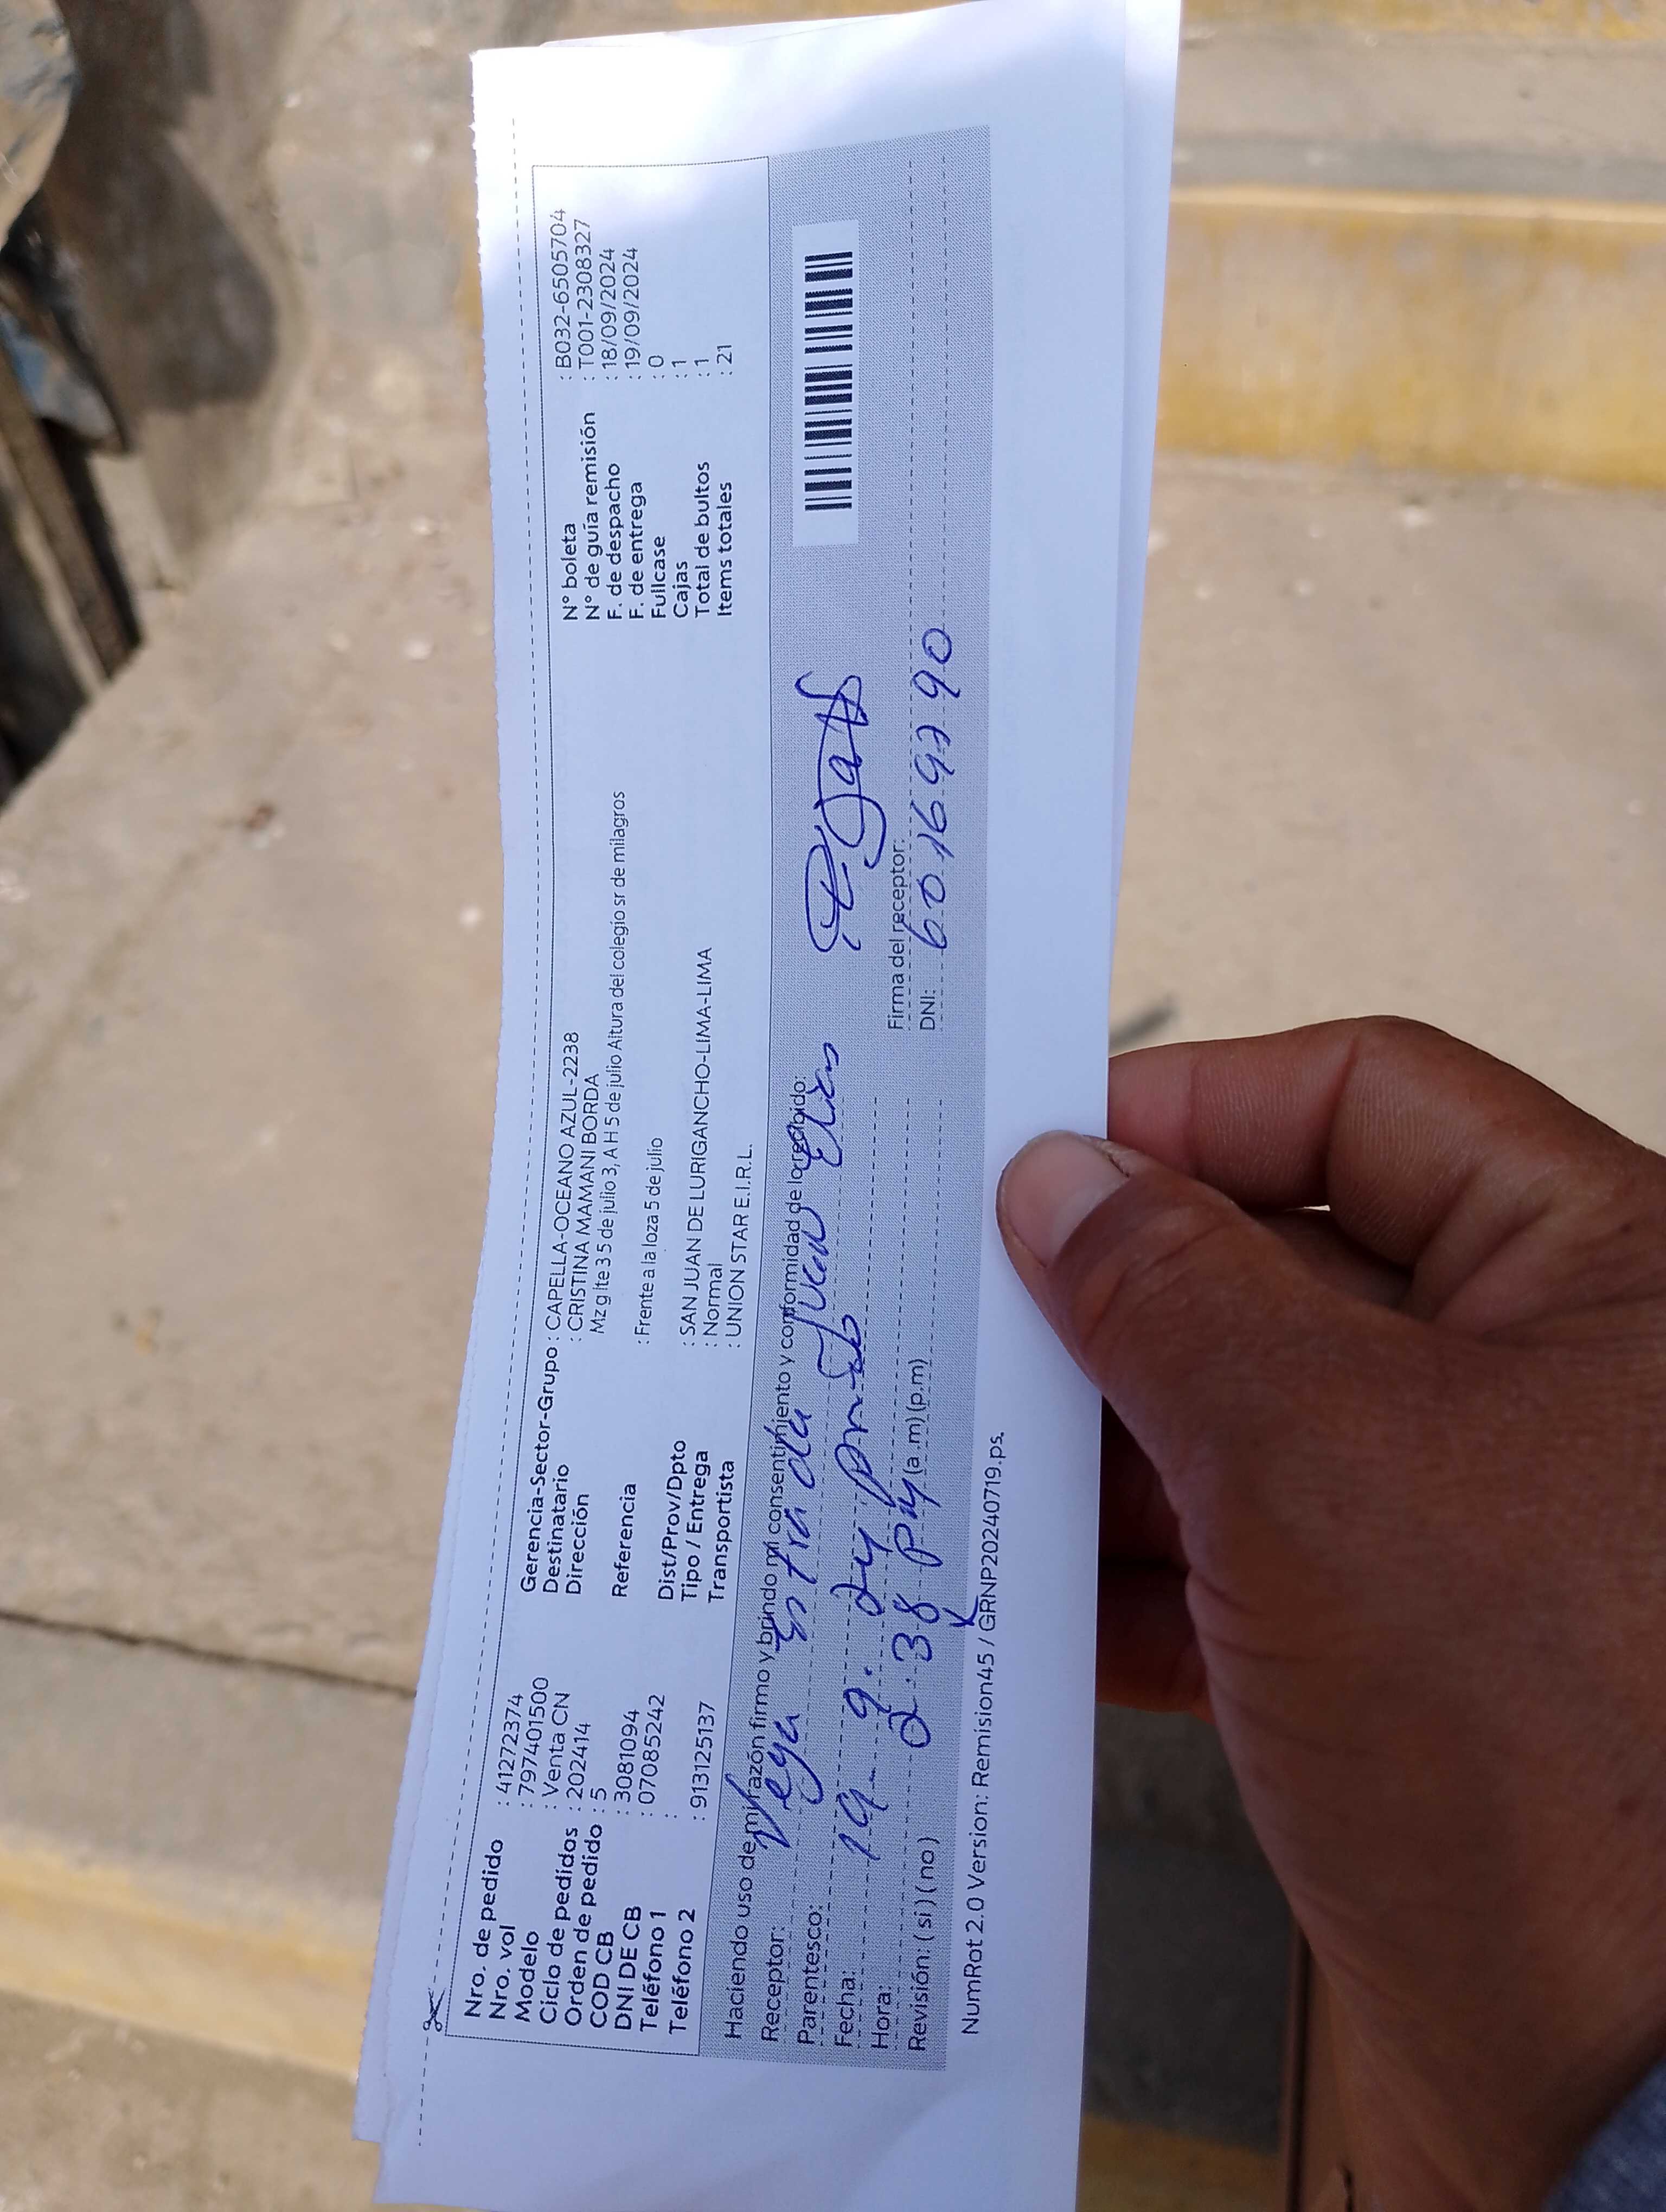 Nro. de pedido : 41272374
Nro. vol : 7977401500
Modelo : Venta CN
Ciclo de pedidos : 202414
Orden de pedido : 5
COD CB : 3081094
DNI DE CB : 07085242
Teléfono 1 :
Teléfono 2 : 913125137
Gerencia-Sector-Grupo : CAPELLA-OCEANO AZUL-2238
Destinatario : CRISTINA MAMANI BORDA
Dirección Mz g lte 3 5 de julio 3, A H 5 de julio Altura del colegio sr de milagros
Referencia : Frente a la loza 5 de julio
Dist/Prov/Dpto : SAN JUAN DE LURIGANCHO-LIMA-LIMA
Tipo / Entrega : Normal
Transportista : UNION STAR E.I.R.L.
N° boleta : B032-6505704
N° de guía remisión : T001-2308327
F. de despacho : 18/09/2024
F. de entrega : 19/09/2024
Fullcase : 0
Cajas : 1
Total de bultos : 1
Items totales : 21
Haciendo uso de mi razón firmo y brindo mi consentimiento y conformidad de lo recibido:
Receptor: Vega Estrada Juan
Parentesco:
Fecha: 19-9.24
Hora: 2:38 PM (a.m) (p.m)
Revisión: ( si ) ( no )
Firma del receptor:
DNI: 60169790
NumRot 2.0 Version: Remision45 / GRNP20240719.ps.